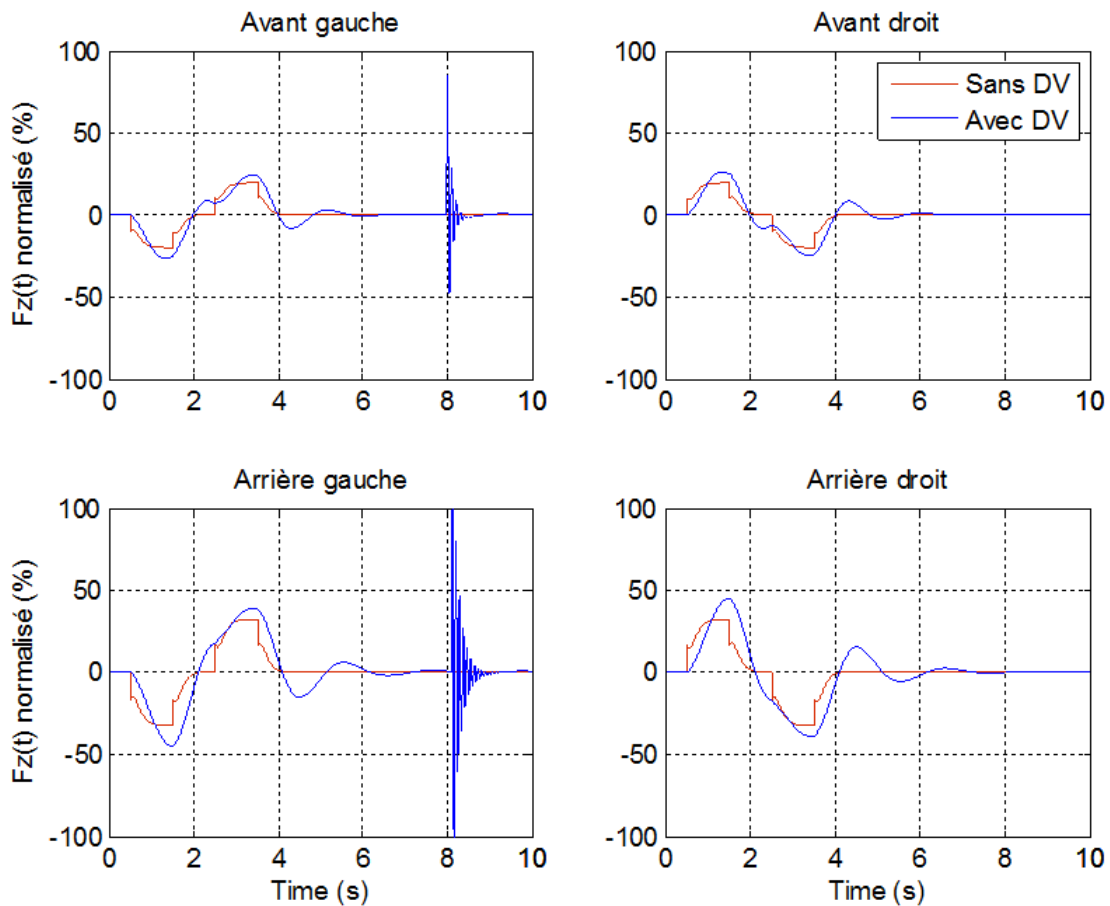 Avant gauche
Avant droit
Fz(t) normalisé (%)
100
50
0
-50
-100
0 2 4 6 8 10
100
50
0
-50
-100
0 2 4 6 8 10
Sans DV
Avec DV
Arrière gauche
Arrière droit
Fz(t) normalisé (%)
100
50
0
-50
-100
0 2 4 6 8 10
Time (s)
100
50
0
-50
-100
0 2 4 6 8 10
Time (s)